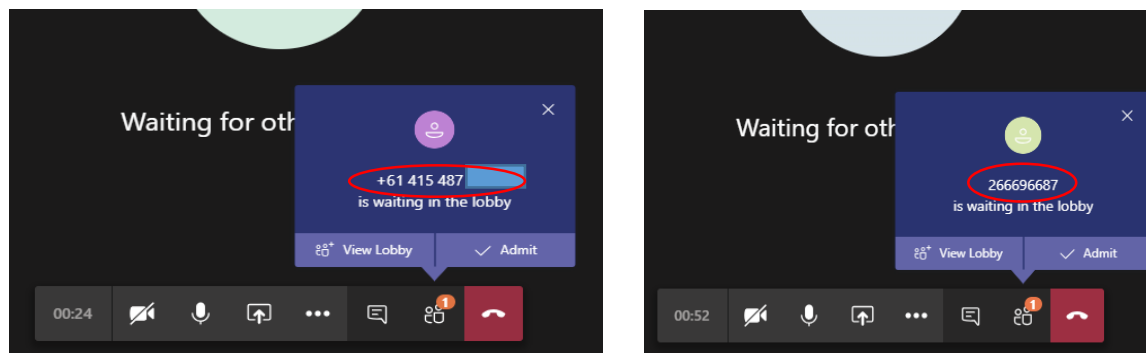 Waiting for oth
+61 415 487
is waiting in the lobby
View Lobby
Admit
00:24
1
Waiting for oth
266696687
is waiting in the lobby
View Lobby
Admit
00:52
1